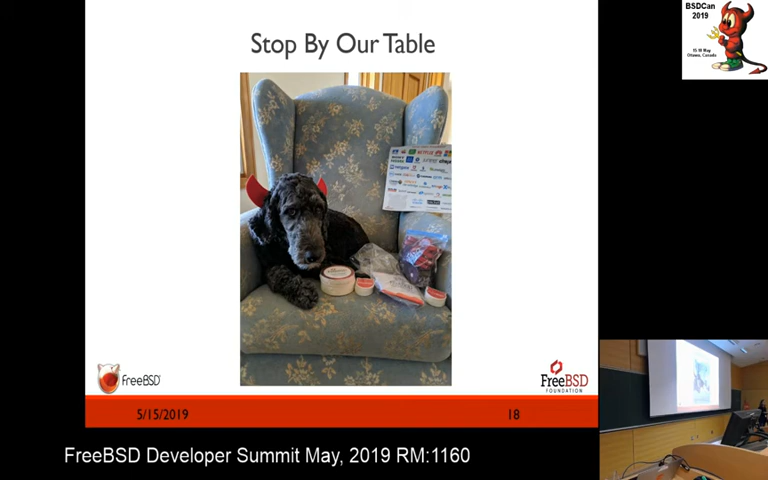 BSDCan
2019
15-18 May
Ottawa, Canada
Stop By Our Table
NETFLIX
FreeBSD
FreeBSD
FOUNDATION
5/15/2019
18
FreeBSD Developer Summit May, 2019 RM:1160